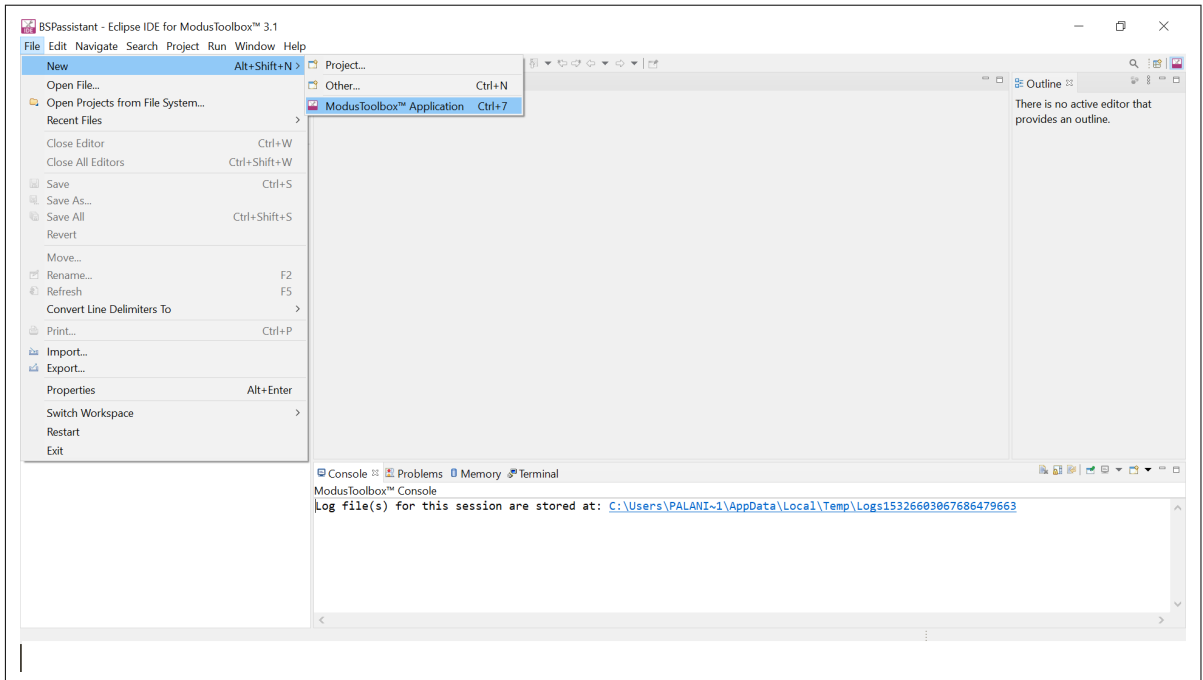 BSPassistant - Eclipse IDE for ModusToolbox™ 3.1
File Edit Navigate Search Project Run Window Help
New Alt+Shift+N >
Project...
Open File...
Other... Ctrl+N
Open Projects from File System...
ModusToolbox™ Application Ctrl+7
Recent Files >
Close Editor Ctrl+W
Close All Editors Ctrl+Shift+W
Save Ctrl+S
Save As...
Save All Ctrl+Shift+S
Revert
Move...
Rename... F2
Refresh F5
Convert Line Delimiters To >
Print... Ctrl+P
Import...
Export...
Properties Alt+Enter
Switch Workspace >
Restart
Exit
Outline
There is no active editor that
provides an outline.
Console Problems Memory Terminal
ModusToolbox™ Console
Log file(s) for this session are stored at: C:\Users\PALANI~1\AppData\Local\Temp\Logs15326603067686479663